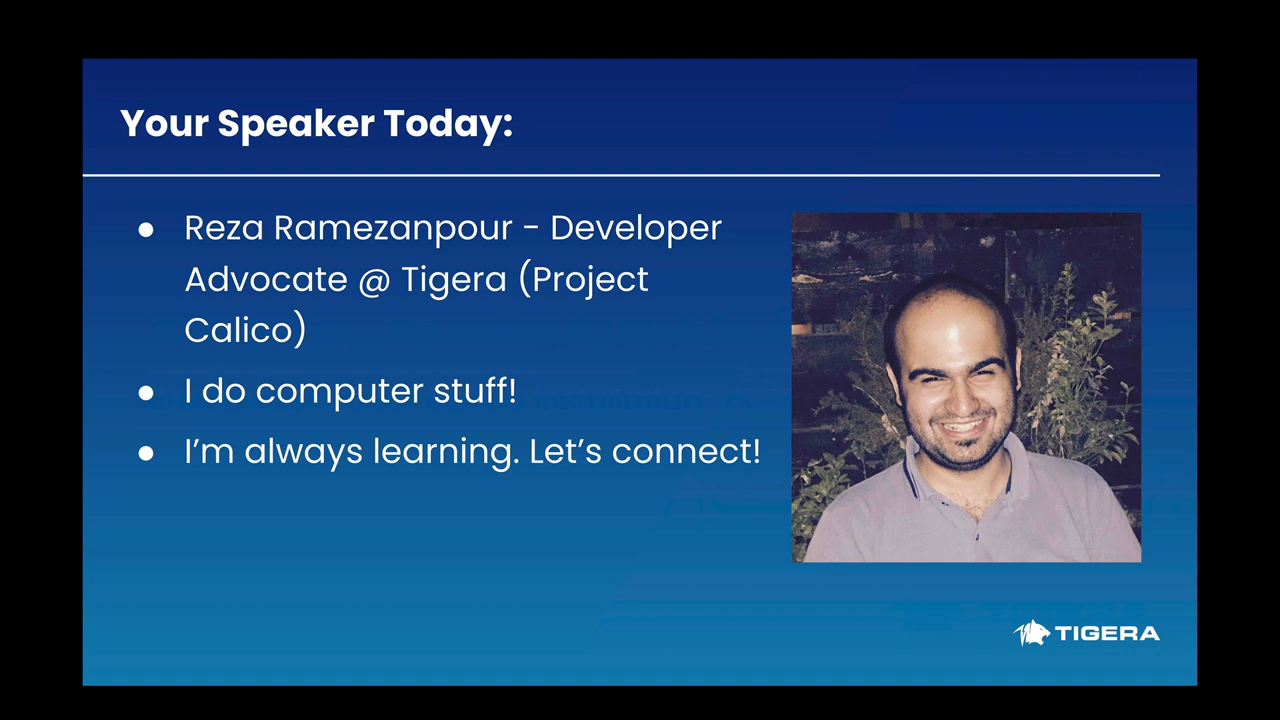 Your Speaker Today:
● Reza Ramezanpour - Developer
Advocate @ Tigera (Project
Calico)
● I do computer stuff!
● I’m always learning. Let’s connect!
TIGERA